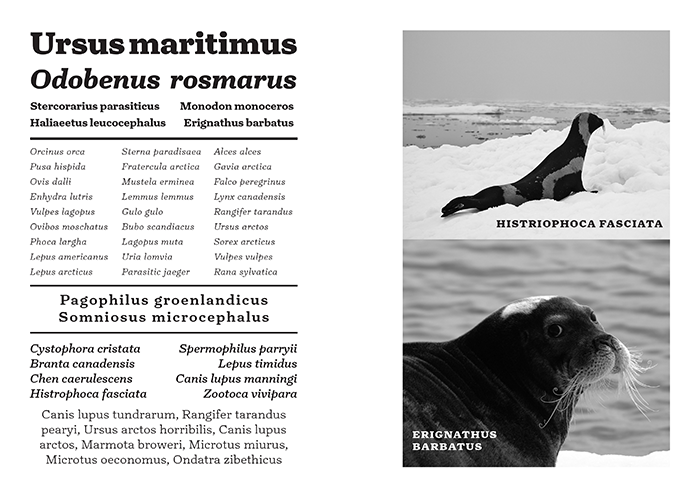 Ursus maritimus
Odobenus rosmarus
Stercorarius parasiticus Monodon monoceros
Haliaeetus leucocephalus Erignathus barbatus
Orcinus orca Sterna paradisaea Alces alces
Pusa hispida Fratercula arctica Gavia arctica
Ovis dalli Mustela erminea Falco peregrinus
Enhydra lutris Lemmus lemmus Lynx canadensis
Vulpes lagopus Gulo gulo Rangifer tarandus
Ovibos moschatus Bubo scandiacus Ursus arctos
Phoca largha Lagopus muta Sorex arcticus
Lepus americanus Uria lomvia Vulpes vulpes
Lepus arcticus Parasitic jaeger Rana sylvatica
Pagophilus groenlandicus
Somniosus microcephalus
Cystophora cristata Spermophilus parryii
Branta canadensis Lepus timidus
Chen caerulescens Canis lupus manningi
Histrophoca fasciata Zootoca vivipara
Canis lupus tundrarum, Rangifer tarandus
pearyi, Ursus arctos horribilis, Canis lupus
arctos, Marmota broweri, Microtus miurus,
Microtus oeconomus, Ondatra zibethicus
HISTRIOPHOCA FASCIATA
ERIGNATHUS
BARBATUS